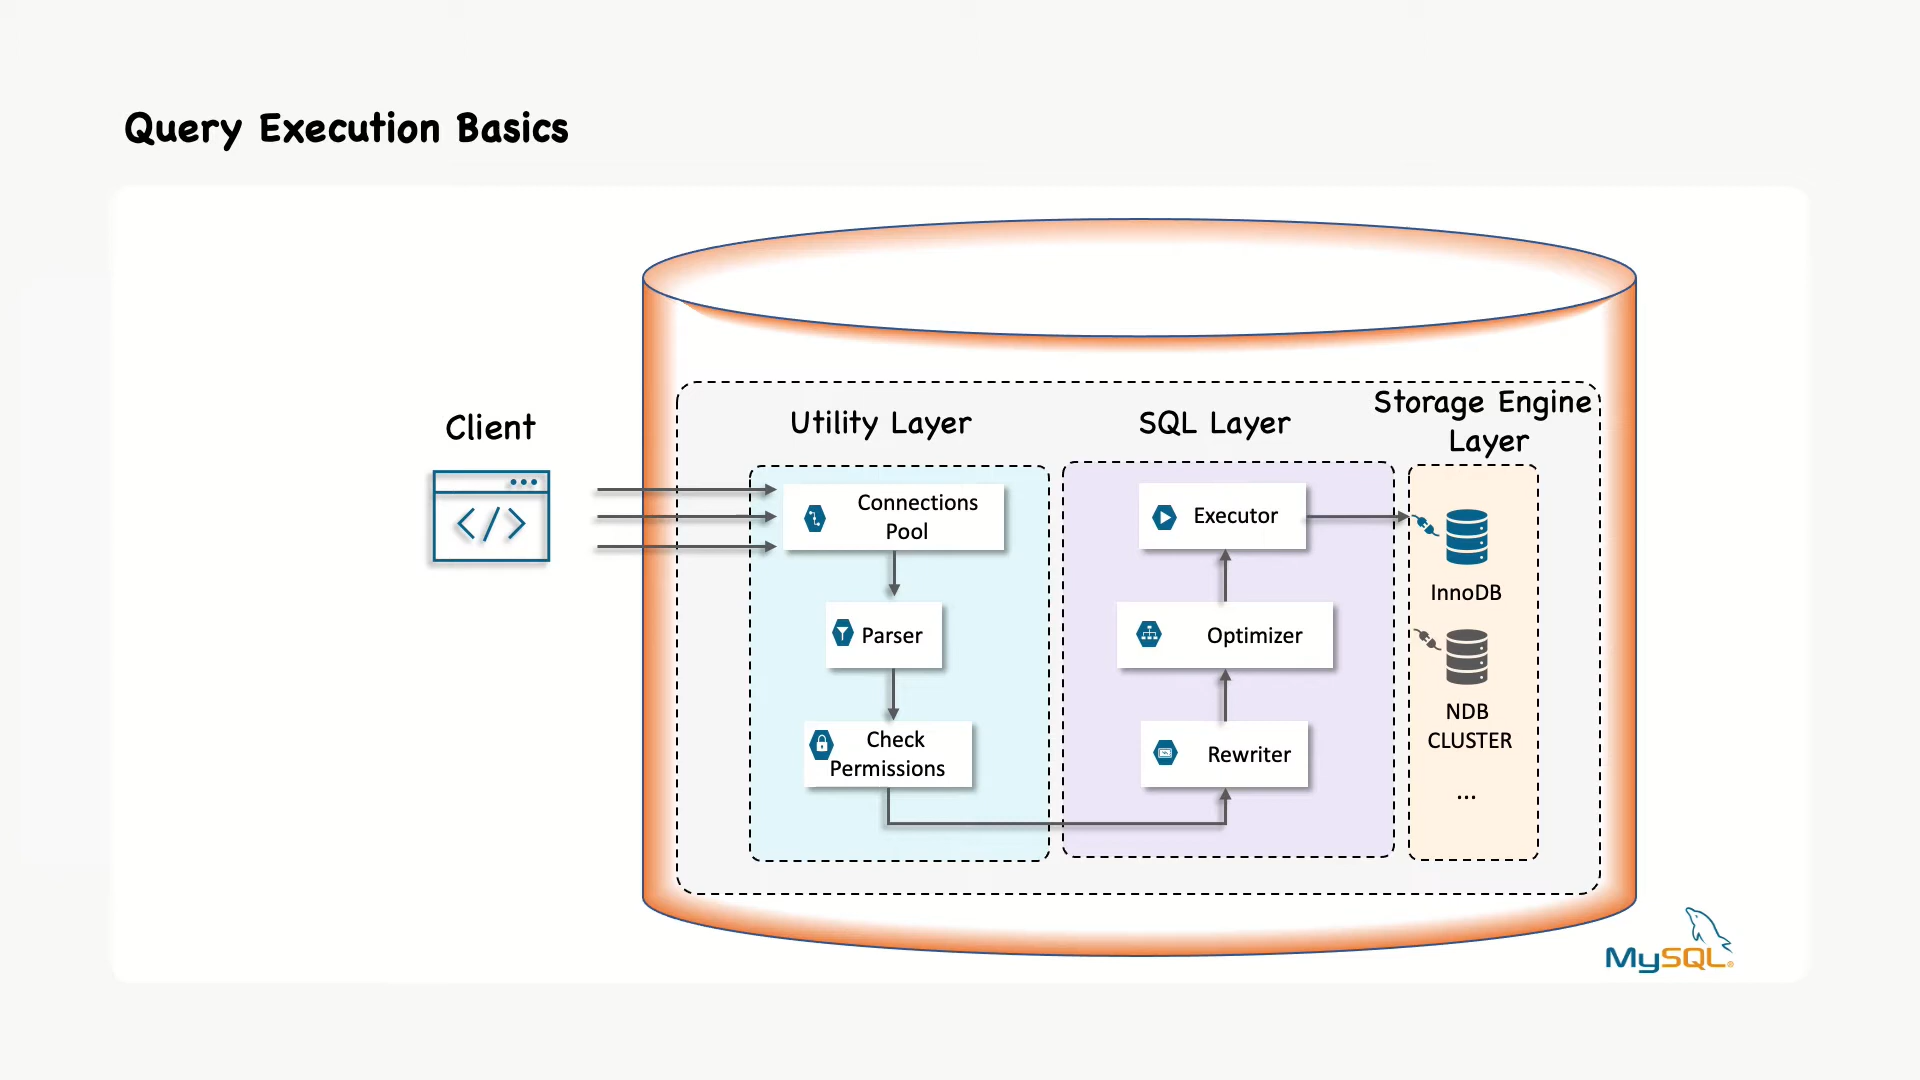 Query Execution Basics
Client
</>
Utility Layer
Connections
Pool
Parser
Check
Permissions
SQL Layer
Executor
Optimizer
Rewriter
Storage Engine
Layer
InnoDB
NDB
CLUSTER
...
MySQL®